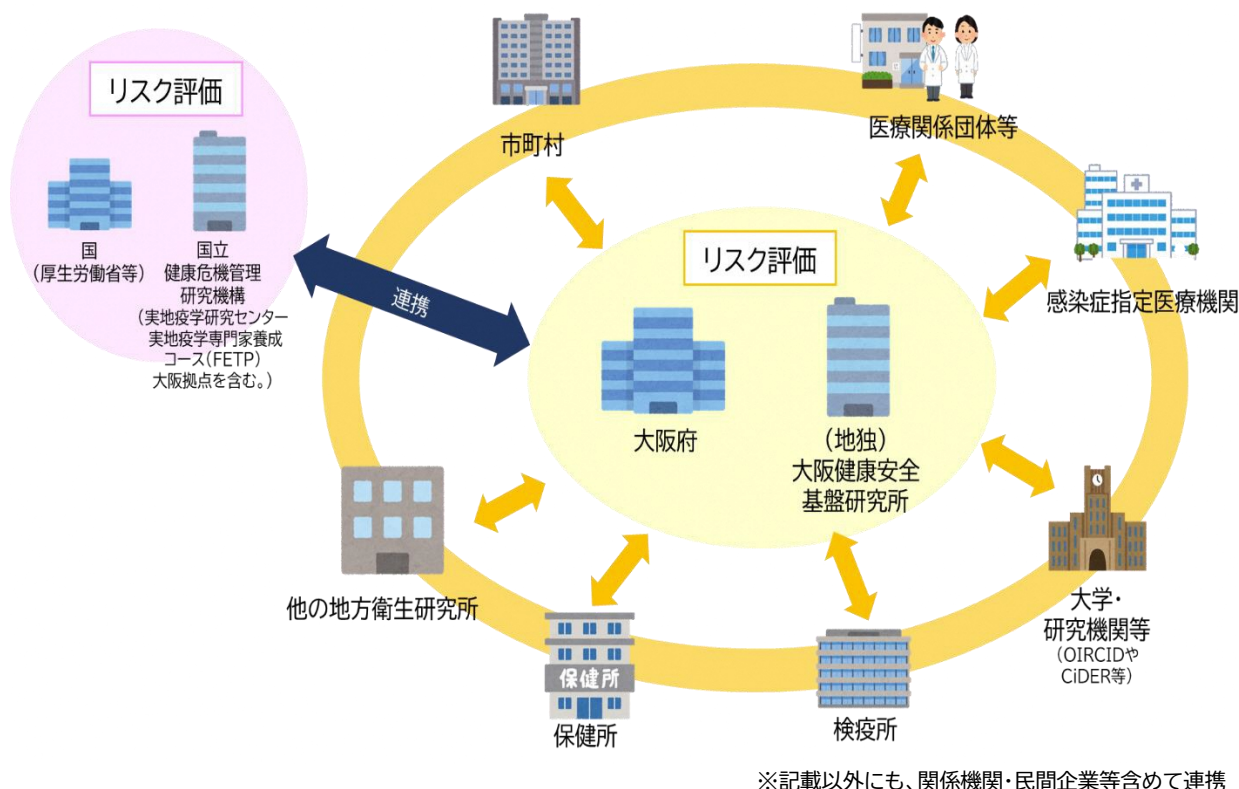 リスク評価
国
(厚生労働省等)
国立
健康危機管理
研究機構
(実地疫学研究センター
実地疫学専門家養成
コース(FETP)
大阪拠点を含む。)
連携
市町村
医療関係団体等
感染症指定医療機関
リスク評価
大阪府
(地独)
大阪健康安全
基盤研究所
他の地方衛生研究所
保健所
保健所
検疫所
大学・
研究機関等
(OIRCIDや
CiDER等)
※記載以外にも、関係機関・民間企業等含めて連携